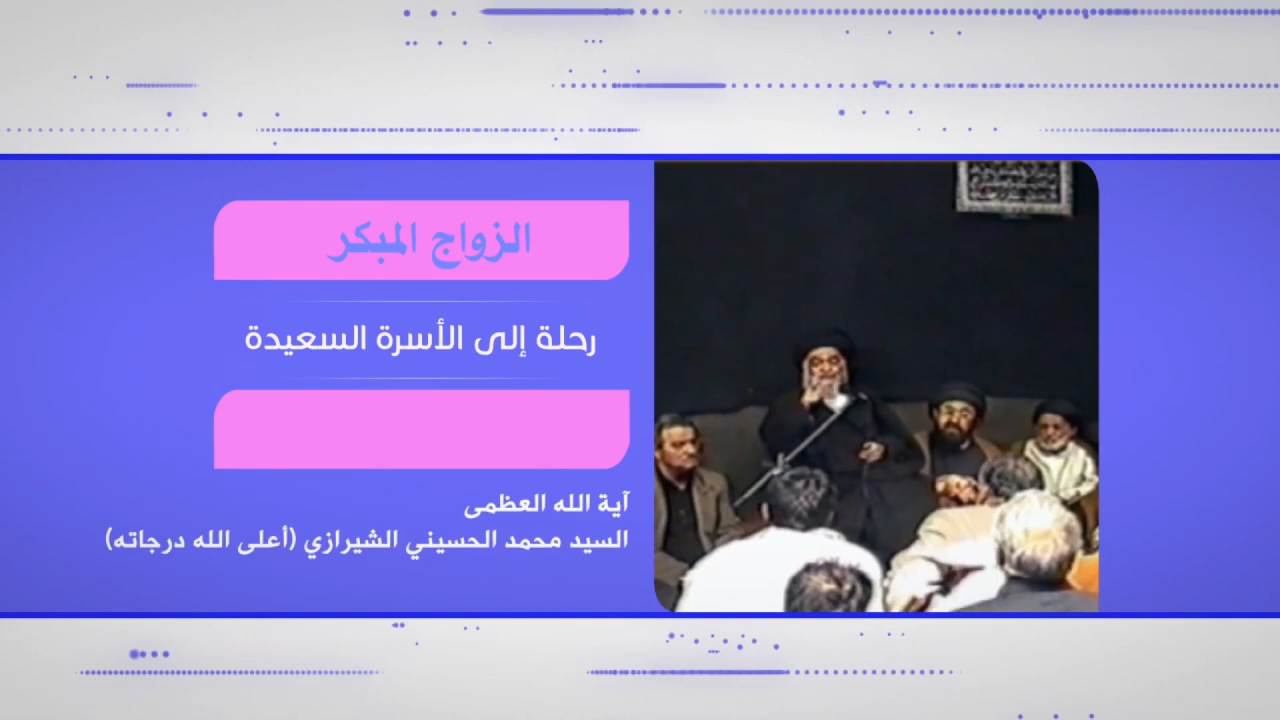 الزواج المبكر
رحلة إلى الأسرة السعيدة
آية الله العظمى
السيد محمد الحسيني الشيرازي (أعلى الله درجاته)